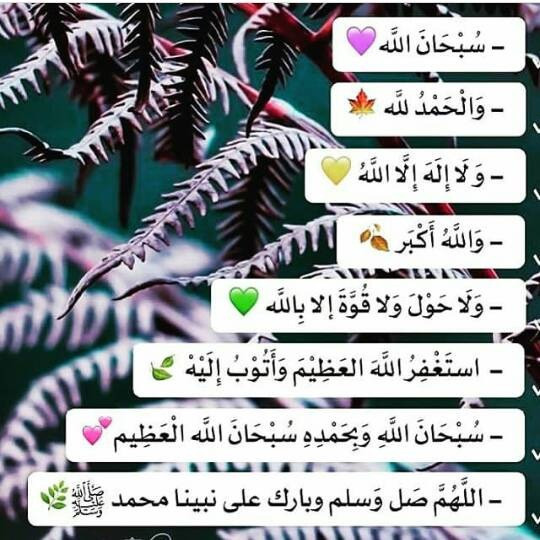 – سُبْحَانَ اللَّه 💜
– وَالْحَمْدُ للَّه 🍁
– وَ لَا إِلَهَ إِلَّا اللَّهُ 💛
– وَاللَّهُ أَكْبَر 🍂
– وَلَا حَوْلَ وَلا قُوَّةَ إلا بِاللَّه 💚
– استَغْفِرُ اللَّهَ العَظِيْمَ وَأَتُوْبُ إِلَيْهْ 🍃
– سُبْحَانَ اللَّهِ وَبِحَمْدِهِ سُبْحَانَ اللَّه الْعَظِيم 💕
– اللَّهُمَّ صَل وَسلم وبارك على نبينا محمد ﷺ 🌿